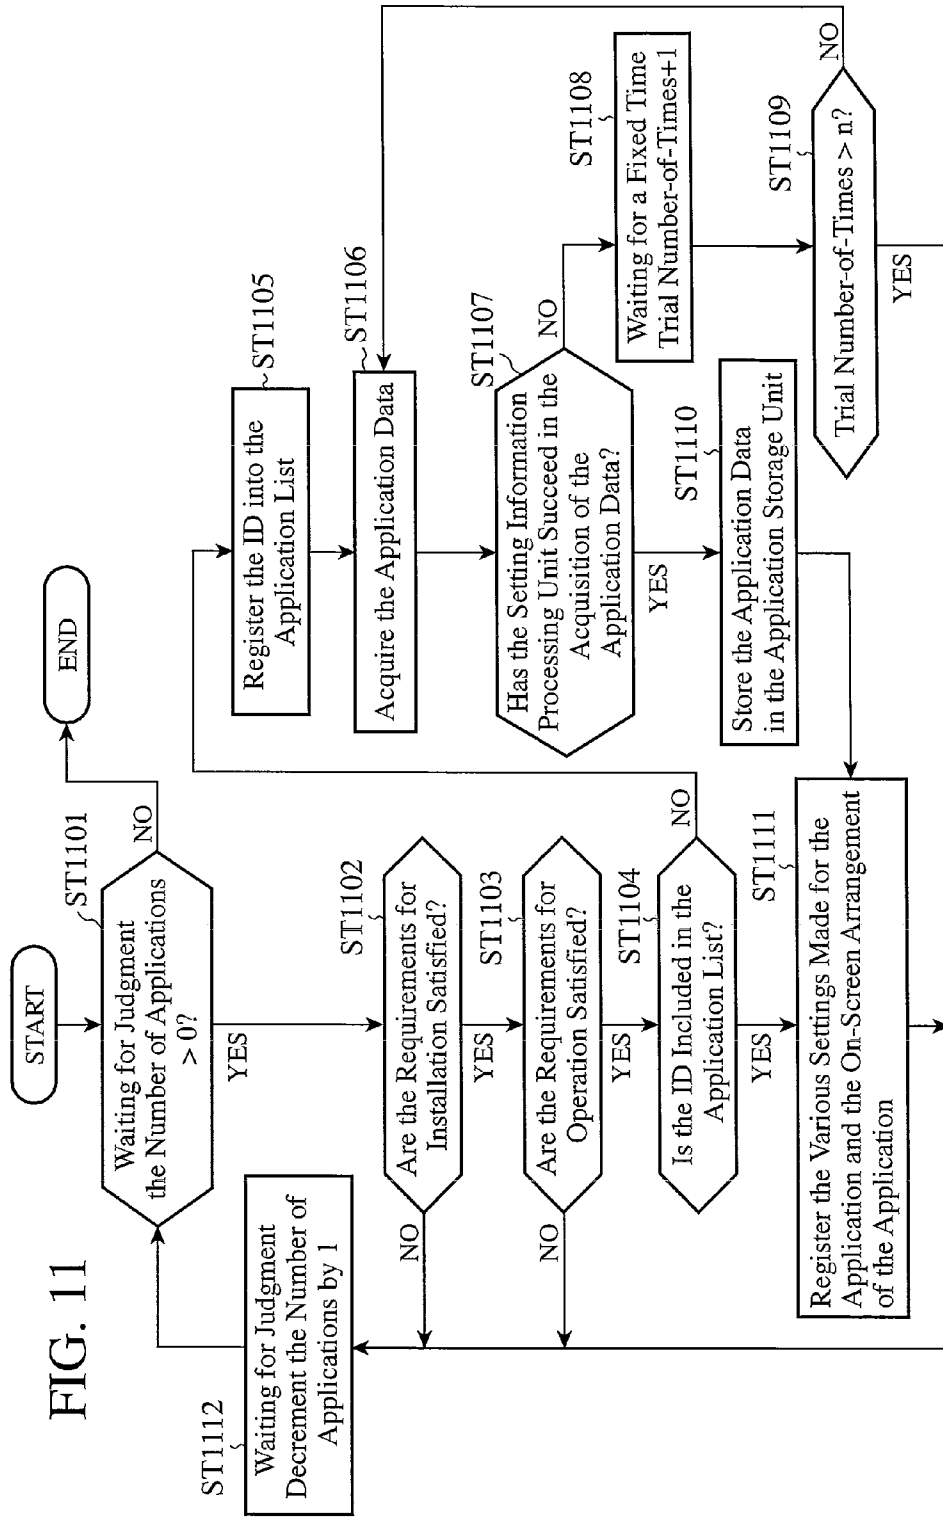 FIG. 11
START
ST1101
Waiting for Judgment
the Number of Applications
> 0?
NO
END
YES
ST1112
Waiting for Judgment
Decrement the Number of
Applications by 1
ST1102
Are the Requirements for
Installation Satisfied?
NO
YES
ST1103
Are the Requirements for
Operation Satisfied?
NO
YES
ST1104
Is the ID Included in the
Application List?
NO
YES
ST1111
Register the Various Settings Made for the
Application and the On-Screen Arrangement
of the Application
ST1105
Register the ID into the
Application List
ST1106
Acquire the Application Data
ST1107
Has the Setting Information
Processing Unit Succeed in the
Acquisition of the
Application Data?
NO
YES
ST1108
Waiting for a Fixed Time
Trial Number-of-Times+1
ST1109
Trial Number-of-Times > n?
NO
YES
ST1110
Store the Application Data
in the Application Storage Unit